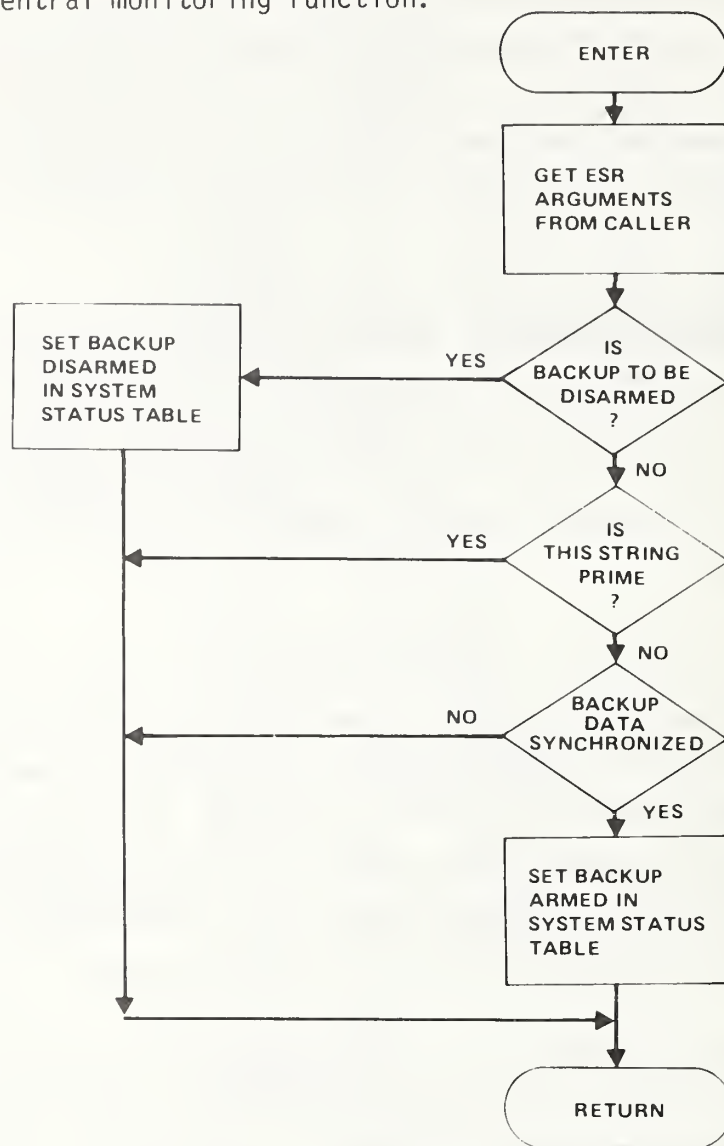 entral monitoring function.
ENTER
GET ESR
ARGUMENTS
FROM CALLER
IS
BACKUP TO BE
DISARMED
?
YES
SET BACKUP
DISARMED
IN SYSTEM
STATUS TABLE
NO
IS
THIS STRING
PRIME
?
YES
NO
BACKUP
DATA
SYNCHRONIZED
NO
YES
SET BACKUP
ARMED IN
SYSTEM STATUS
TABLE
RETURN